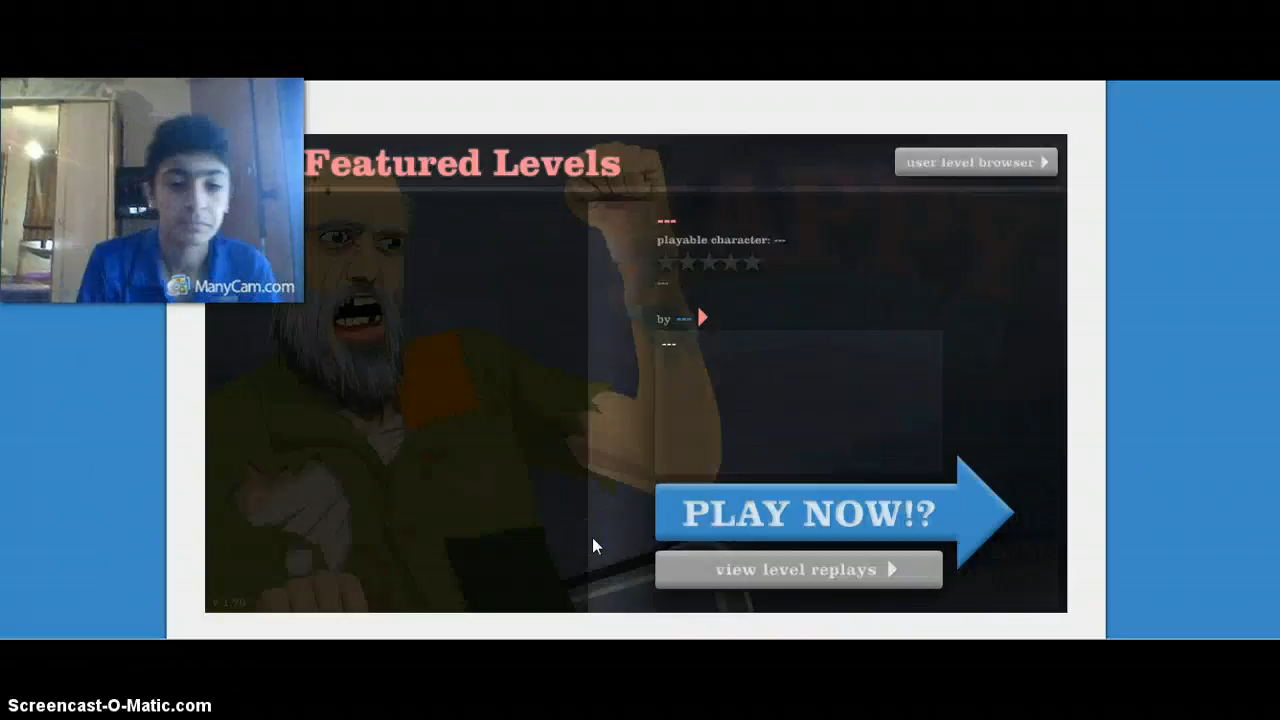 Featured Levels
user level browser
---
playable character: ---
---
by ---
---
ManyCam.com
PLAY NOW!?
view level replays
Screencast-O-Matic.com